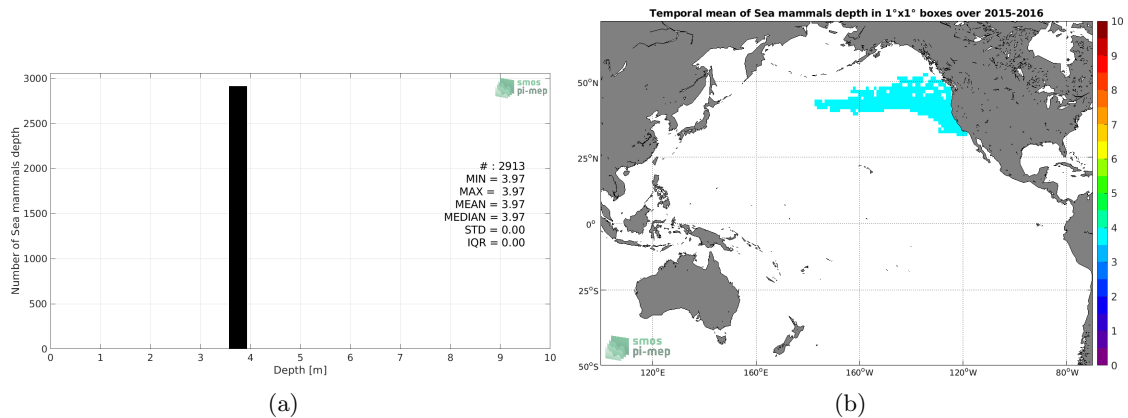 3000
2500
2000
1500
1000
500
0
Number of Sea mammals depth
smos
pi-mep
# : 2913
MIN = 3.97
MAX = 3.97
MEAN = 3.97
MEDIAN = 3.97
STD = 0.00
IQR = 0.00
0 1 2 3 4 5 6 7 8 9 10
Depth [m]
(a)
Temporal mean of Sea mammals depth in 1°x1° boxes over 2015-2016
50°N
25°N
0°
25°S
50°S
smos
pi-mep
120°E 160°E 160°W 120°W 80°W
10
9
8
7
6
5
4
3
2
1
0
(b)